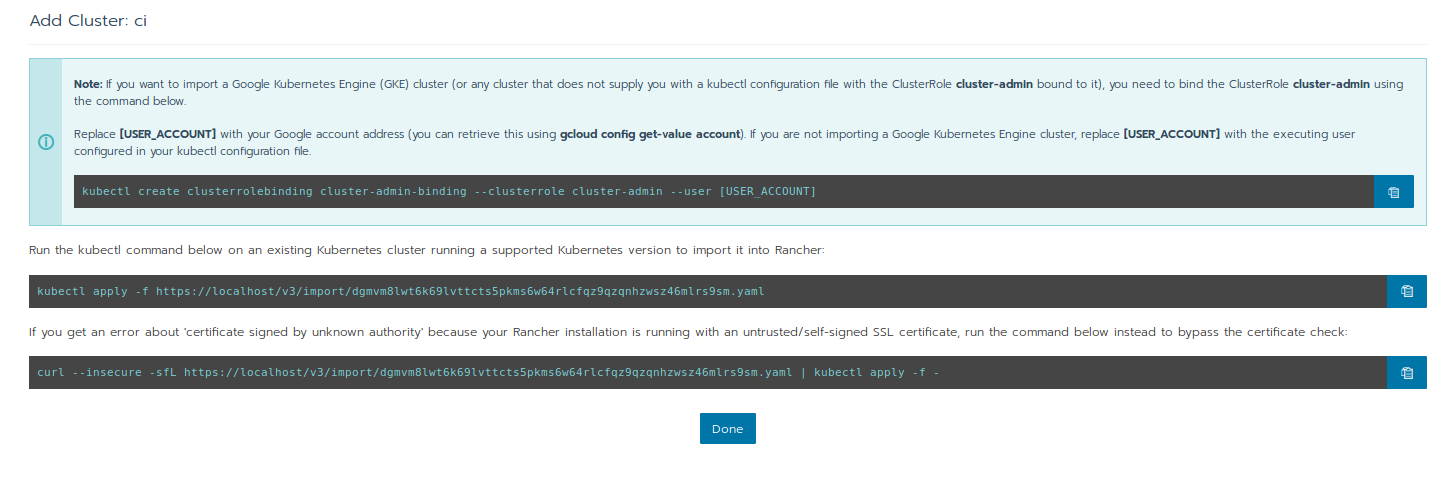 Add Cluster: ci
Note: If you want to import a Google Kubernetes Engine (GKE) cluster (or any cluster that does not supply you with a kubectl configuration file with the ClusterRole cluster-admin bound to it), you need to bind the ClusterRole cluster-admin using
the command below.
Replace [USER_ACCOUNT] with your Google account address (you can retrieve this using gcloud config get-value account). If you are not importing a Google Kubernetes Engine cluster, replace [USER_ACCOUNT] with the executing user
configured in your kubectl configuration file.
kubectl create clusterrolebinding cluster-admin-binding --clusterrole cluster-admin --user [USER_ACCOUNT]
Run the kubectl command below on an existing Kubernetes cluster running a supported Kubernetes version to import it into Rancher:
kubectl apply -f https://localhost/v3/import/dgmvm8lwt6k69lvttcts5pkms6w64rlcfqz9qzqnhzwsz46mlrs9sm.yaml
If you get an error about 'certificate signed by unknown authority' because your Rancher installation is running with an untrusted/self-signed SSL certificate, run the command below instead to bypass the certificate check:
curl --insecure -sfL https://localhost/v3/import/dgmvm8lwt6k69lvttcts5pkms6w64rlcfqz9qzqnhzwsz46mlrs9sm.yaml | kubectl apply -f -
Done